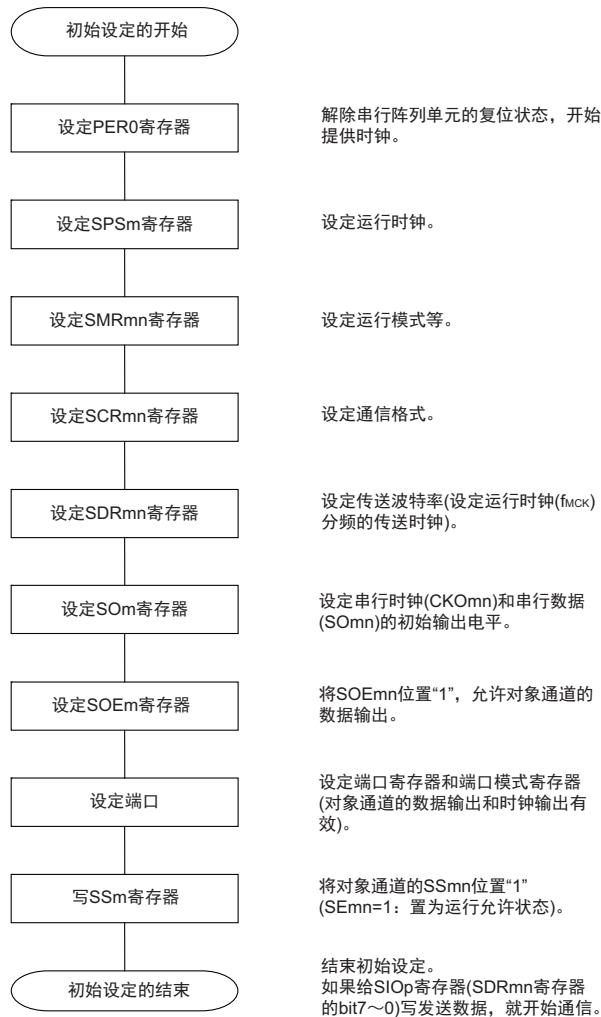 初始设定的开始
设定PER0寄存器
解除串行阵列单元的复位状态，开始
提供时钟。
设定SPSm寄存器
设定运行时钟。
设定SMRmn寄存器
设定运行模式等。
设定SCRmn寄存器
设定通信格式。
设定SDRmn寄存器
设定传送波特率(设定运行时钟(fMCK)
分频的传送时钟)。
设定SOm寄存器
设定串行时钟(CKOmn)和串行数据
(SOmn)的初始输出电平。
设定SOEm寄存器
将SOEmn位置“1”，允许对象通道的
数据输出。
设定端口
设定端口寄存器和端口模式寄存器
(对象通道的数据输出和时钟输出有
效)。
写SSm寄存器
将对象通道的SSmn位置“1”
(SEmn=1：置为运行允许状态)。
初始设定的结束
结束初始设定。
如果给SIOp寄存器(SDRmn寄存器
的bit7～0)写发送数据，就开始通信。